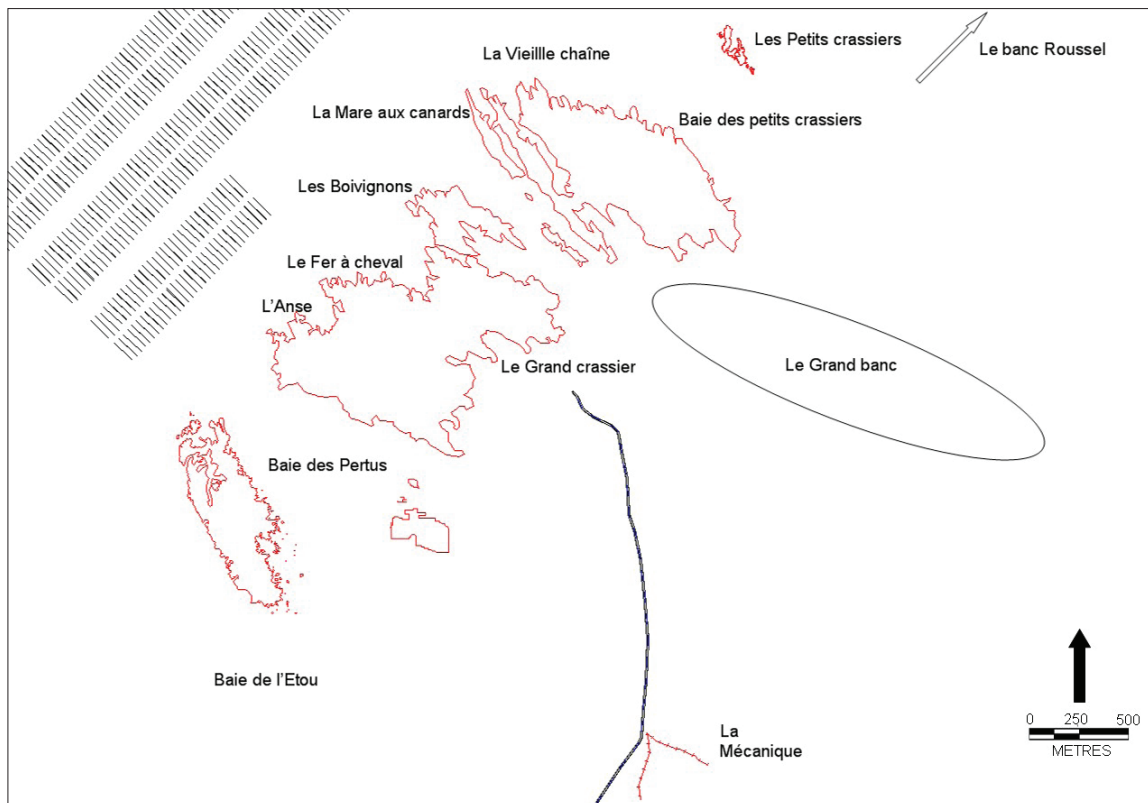 Les Petits crassiers
Le banc Roussel
La Vieillle chaîne
La Mare aux canards
Baie des petits crassiers
Les Boivignons
Le Fer à cheval
L'Anse
Le Grand crassier
Le Grand banc
Baie des Pertus
Baie de l'Etou
La
Mécanique
0 250 500
METRES